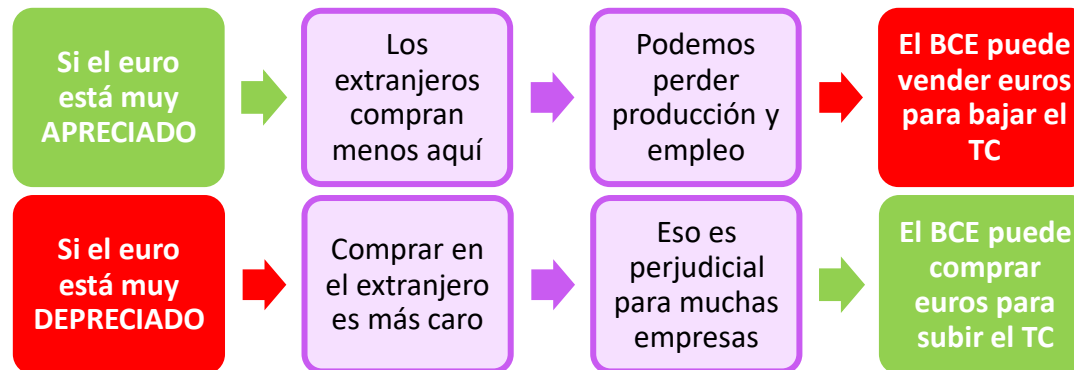 Si el euro
está muy
APRECIADO
Los
extranjeros
compran
menos aquí
Podemos
perder
producción y
empleo
El BCE puede
vender euros
para bajar el
TC
Si el euro
está muy
DEPRECIADO
Comprar en
el extranjero
es más caro
Eso es
perjudicial
para muchas
empresas
El BCE puede
comprar
euros para
subir el TC